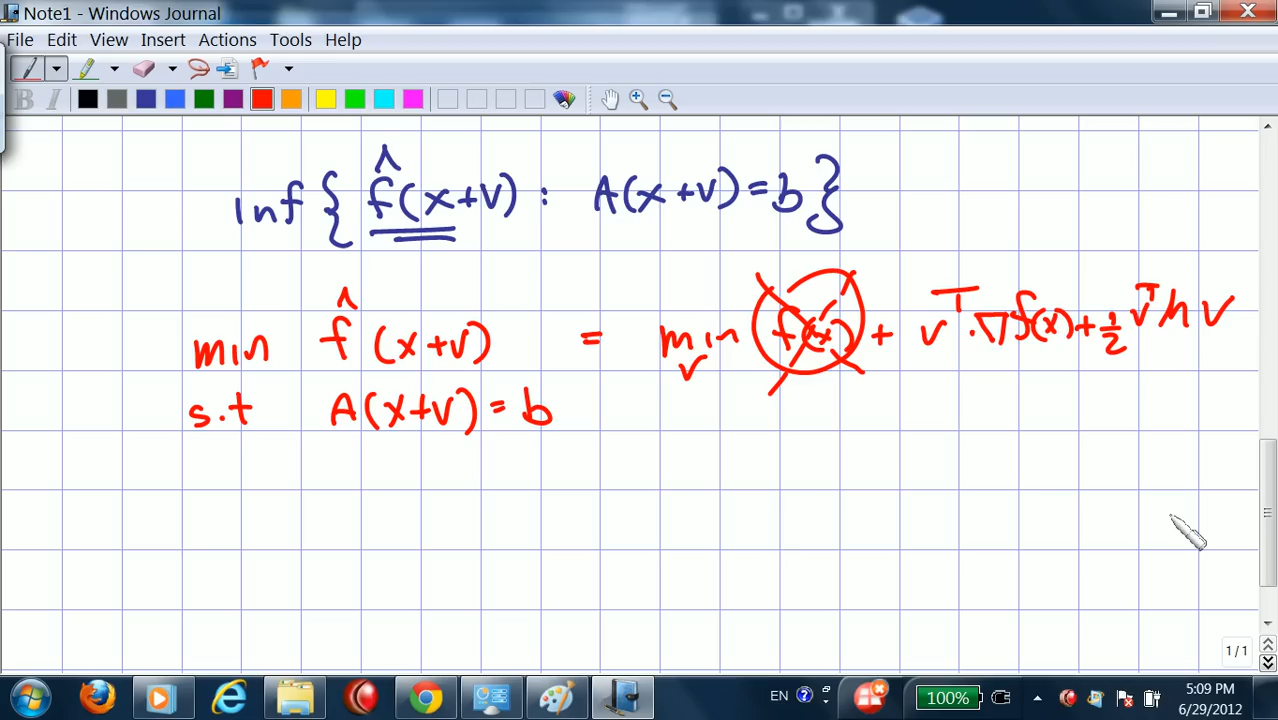 Note1 - Windows Journal
File Edit View Insert Actions Tools Help
B I
inf { f̂(x+v) : A(x+v)=b }
min f̂(x+v) = min f(x) + vᵀ.∇f(x)+½vᵀhv
v
s.t A(x+v)=b
1/1
EN 100% 5:09 PM
6/29/2012